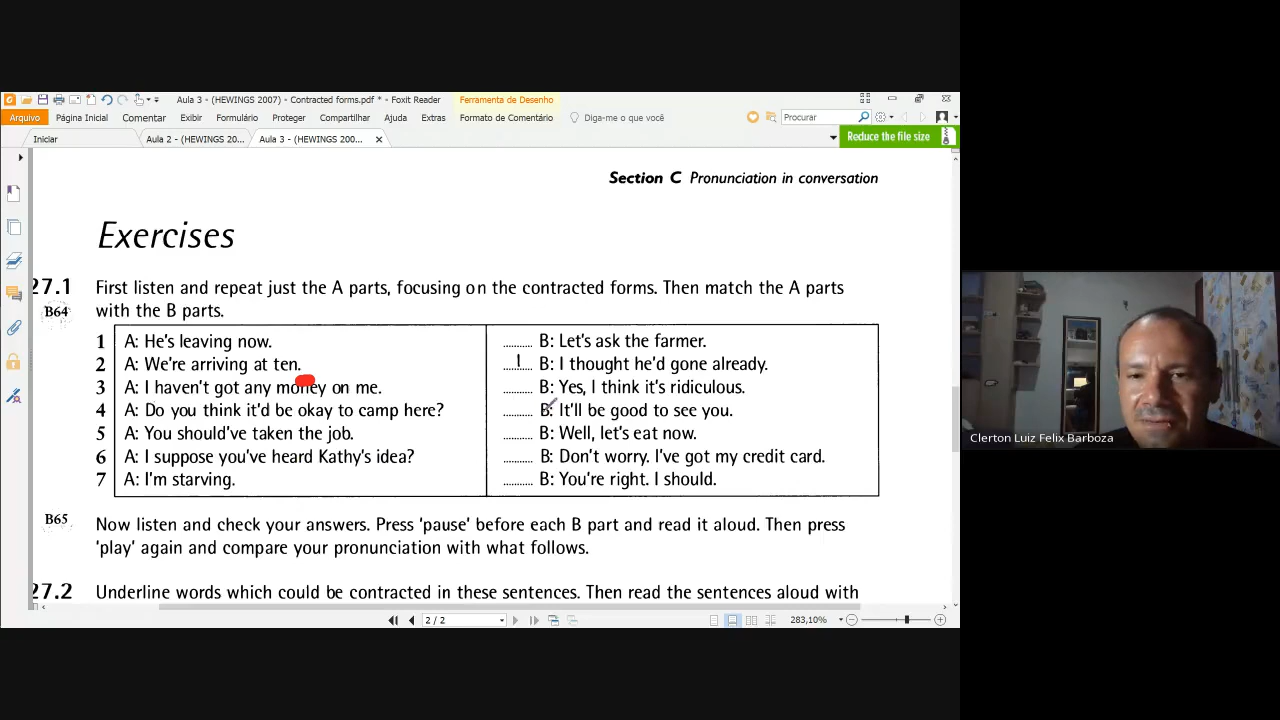 Aula 3 - (HEWINGS 2007) - Contracted forms.pdf * - Foxit Reader
Ferramenta de Desenho
Arquivo Página Inicial Comentar Exibir Formulário Proteger Compartilhar Ajuda Extras Formato de Comentário Diga-me o que você Procurar
Iniciar Aula 2 - (HEWINGS 20... Aula 3 - (HEWINGS 200... Reduce the file size
Section C Pronunciation in conversation
Exercises
27.1 First listen and repeat just the A parts, focusing on the contracted forms. Then match the A parts
B64 with the B parts.
1 A: He's leaving now. ........... B: Let's ask the farmer.
2 A: We're arriving at ten. .....1..... B: I thought he'd gone already.
3 A: I haven't got any money on me. ........... B: Yes, I think it's ridiculous.
4 A: Do you think it'd be okay to camp here? ........... B: It'll be good to see you.
5 A: You should've taken the job. ........... B: Well, let's eat now.
6 A: I suppose you've heard Kathy's idea? ........... B: Don't worry. I've got my credit card.
7 A: I'm starving. ........... B: You're right. I should.
B65 Now listen and check your answers. Press 'pause' before each B part and read it aloud. Then press
'play' again and compare your pronunciation with what follows.
27.2 Underline words which could be contracted in these sentences. Then read the sentences aloud with
2 / 2 283,10%
Clerton Luiz Felix Barboza